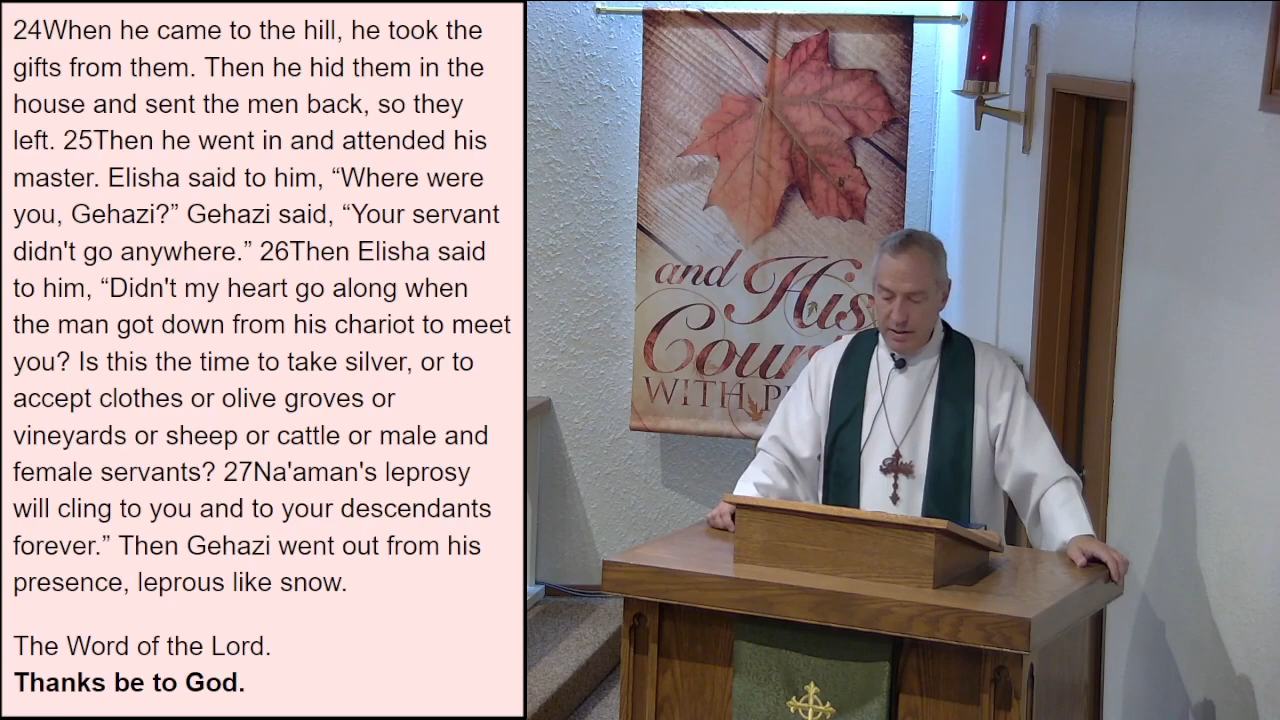 24When he came to the hill, he took the
gifts from them. Then he hid them in the
house and sent the men back, so they
left. 25Then he went in and attended his
master. Elisha said to him, “Where were
you, Gehazi?” Gehazi said, “Your servant
didn't go anywhere.” 26Then Elisha said
to him, “Didn't my heart go along when
the man got down from his chariot to meet
you? Is this the time to take silver, or to
accept clothes or olive groves or
vineyards or sheep or cattle or male and
female servants? 27Na'aman's leprosy
will cling to you and to your descendants
forever.” Then Gehazi went out from his
presence, leprous like snow.
The Word of the Lord.
Thanks be to God.
and His
Cour
WITH P